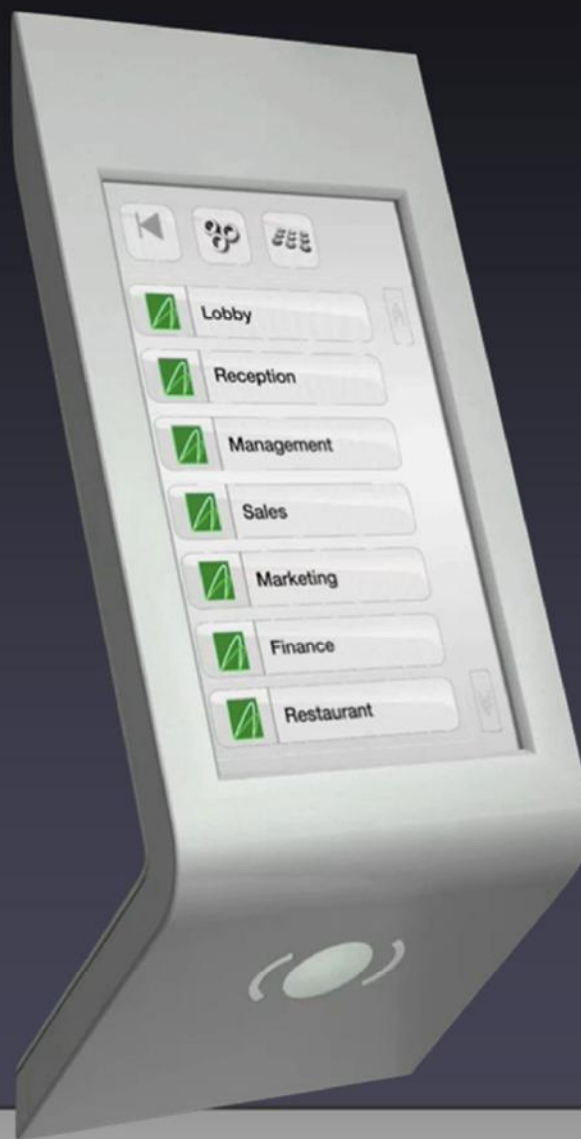 Lobby
Reception
Management
Sales
Marketing
Finance
Restaurant